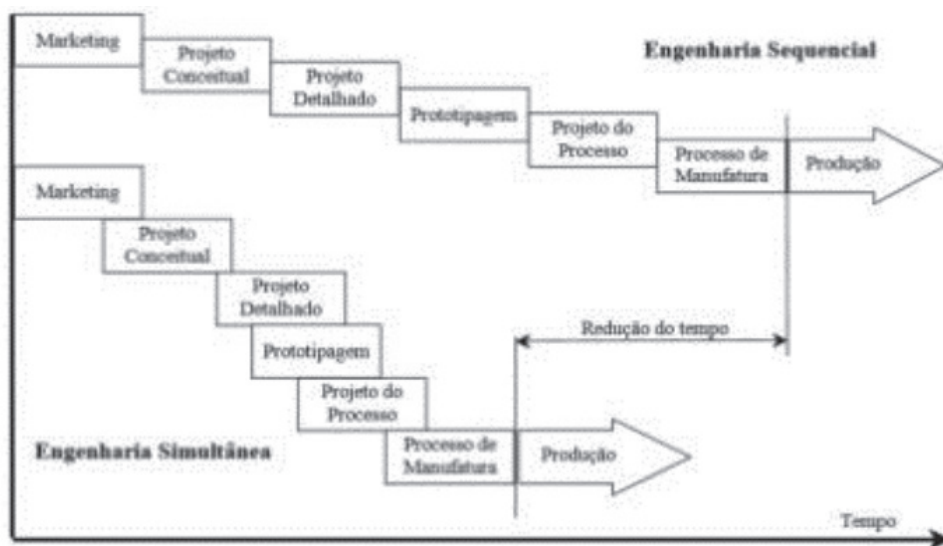 Marketing
Projeto
Conceitual
Engenharia Sequencial
Projeto
Detalhado
Prototipagem
Projeto do
Processo
Processo de
Manufatura
Produção
Marketing
Projeto
Conceitual
Projeto
Detalhado
Redução do tempo
Prototipagem
Projeto do
Processo
Engenharia Simultânea
Processo de
Manufatura
Produção
Tempo